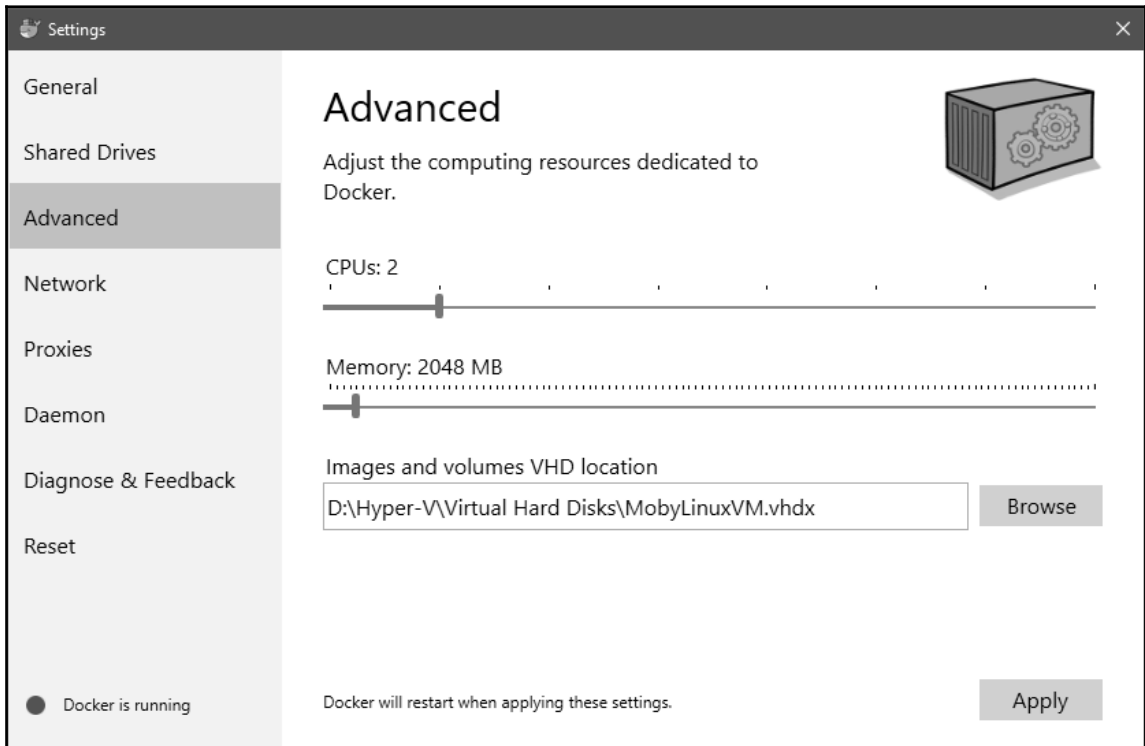 Settings
General
Shared Drives
Advanced
Network
Proxies
Daemon
Diagnose & Feedback
Reset
Docker is running
Advanced
Adjust the computing resources dedicated to
Docker.
CPUs: 2
Memory: 2048 MB
Images and volumes VHD location
D:\Hyper-V\Virtual Hard Disks\MobyLinuxVM.vhdx
Browse
Docker will restart when applying these settings.
Apply